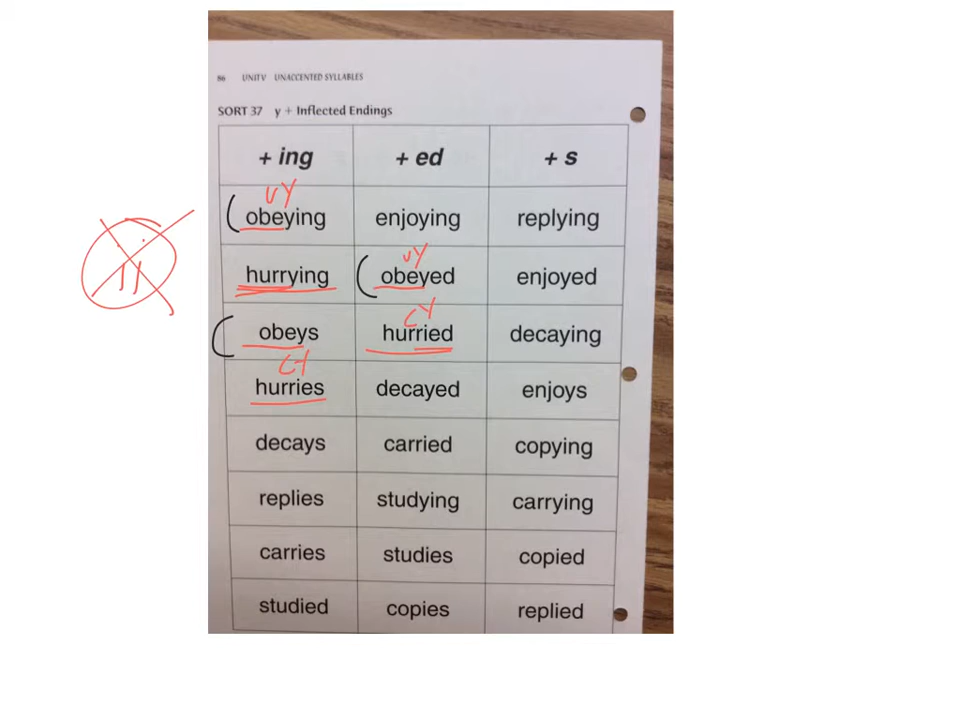 86 UNIT V UNACCENTED SYLLABLES
SORT 37 y + Inflected Endings
+ ing + ed + s
VY
obeying enjoying replying
VY
hurrying obeyed enjoyed
CY
obeys hurried decaying
CY
hurries decayed enjoys
decays carried copying
replies studying carrying
carries studies copied
studied copies replied
ii